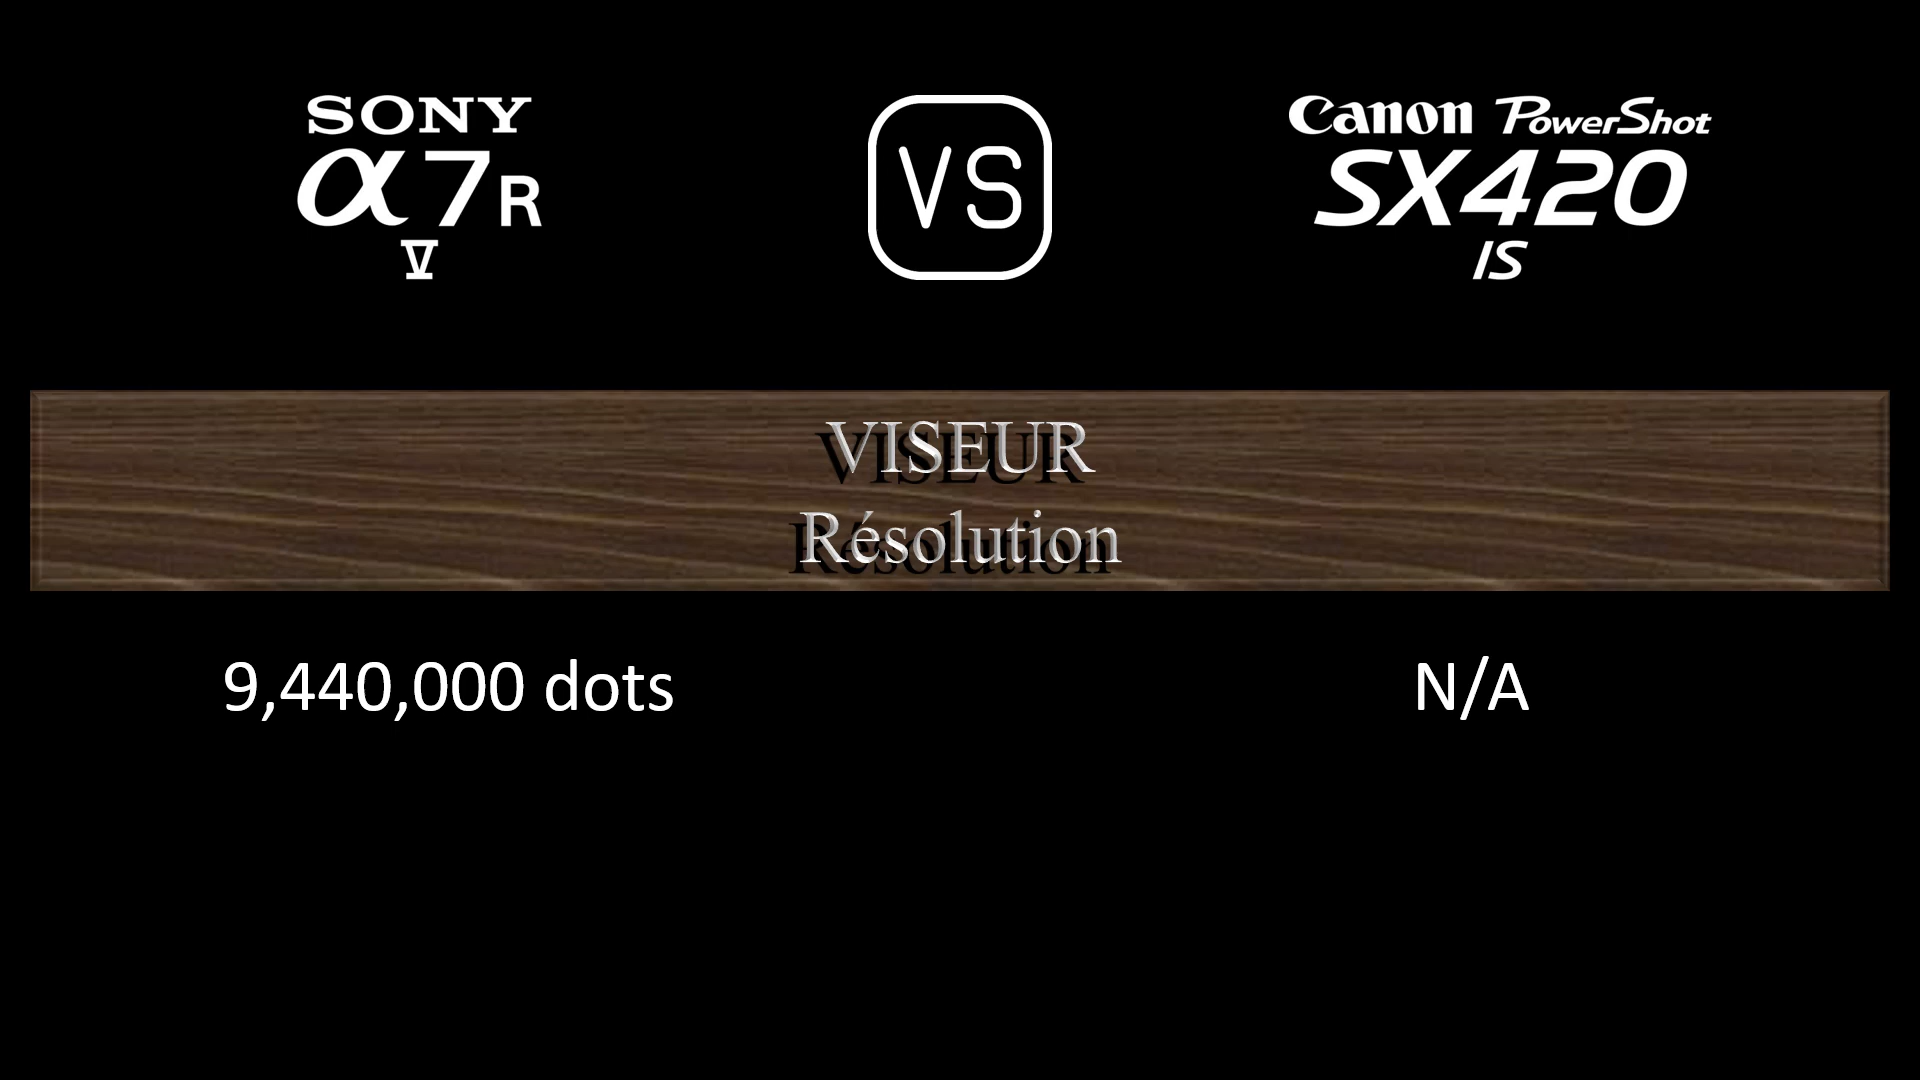 SONY
α7R
V
VS
Canon PowerShot
SX420
IS
VISEUR
Résolution
9,440,000 dots
N/A